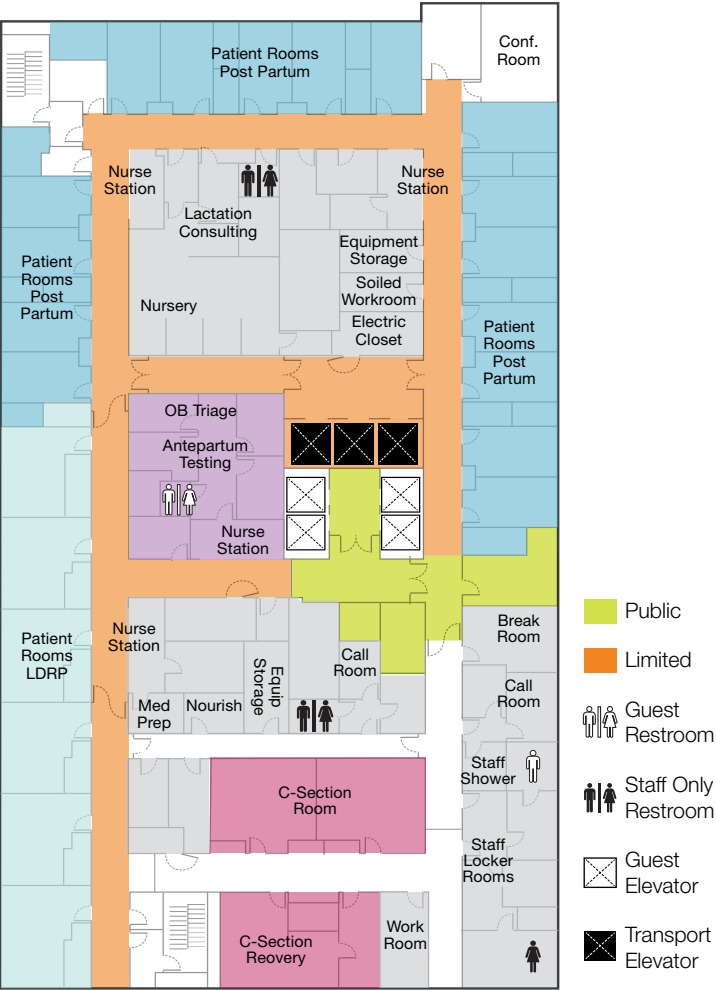 Patient Rooms
Post Partum
Conf.
Room
Nurse
Station
Nurse
Station
Lactation
Consulting
Equipment
Storage
Soiled
Workroom
Electric
Closet
Nursery
Patient
Rooms
Post
Partum
Patient
Rooms
Post
Partum
OB Triage
Antepartum
Testing
Nurse
Station
Patient
Rooms
LDRP
Nurse
Station
Equip
Storage
Call
Room
Med
Prep
Nourish
Break
Room
Call
Room
Staff
Shower
C-Section
Room
Staff
Locker
Rooms
C-Section
Reovery
Work
Room
Public
Limited
Guest
Restroom
Staff Only
Restroom
Guest
Elevator
Transport
Elevator